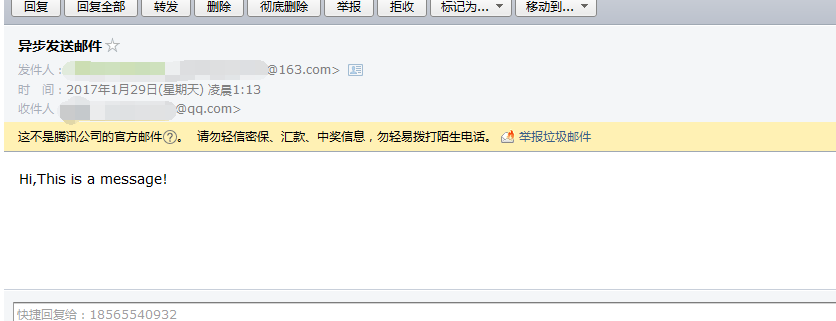 回复 回复全部 转发 删除 彻底删除 举报 拒收 标记为... 移动到...
异步发送邮件
发件人：@163.com>
时 间：2017年1月29日(星期天) 凌晨1:13
收件人 @qq.com>
这不是腾讯公司的官方邮件?。 请勿轻信密保、汇款、中奖信息，勿轻易拨打陌生电话。 举报垃圾邮件
Hi,This is a message!
快捷回复给：18565540932